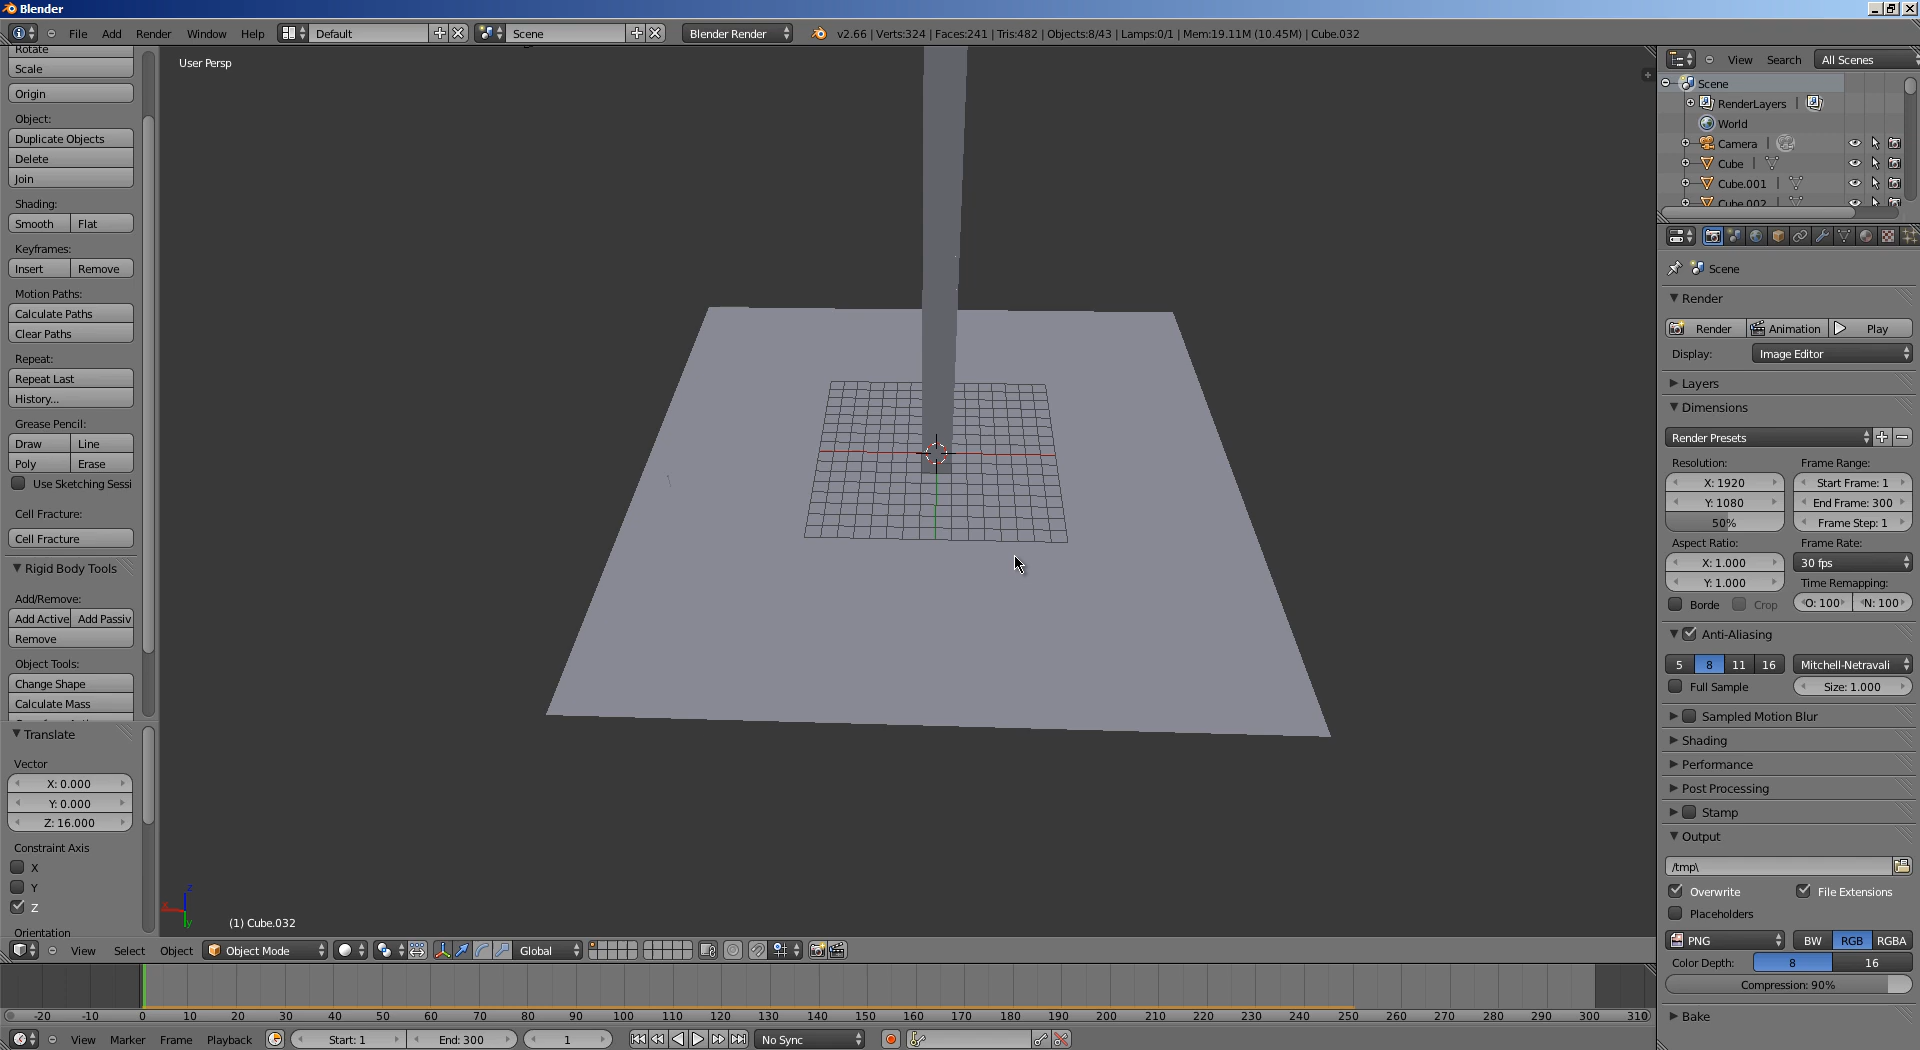 Blender
File Add Render Window Help Default Scene Blender Render v2.66 | Verts:324 | Faces:241 | Tris:482 | Objects:8/43 | Lamps:0/1 | Mem:19.11M (10.45M) | Cube.032
Rotate
Scale
Origin
Object:
Duplicate Objects
Delete
Join
Shading:
Smooth Flat
Keyframes:
Insert Remove
Motion Paths:
Calculate Paths
Clear Paths
Repeat:
Repeat Last
History...
Grease Pencil:
Draw Line
Poly Erase
Use Sketching Sessi
Cell Fracture:
Cell Fracture
Rigid Body Tools
Add/Remove:
Add Active Add Passiv
Remove
Object Tools:
Change Shape
Calculate Mass
Translate
Vector
X: 0.000
Y: 0.000
Z: 16.000
Constraint Axis
X
Y
Z
Orientation
User Persp
z
x
y
(1) Cube.032
View Select Object Object Mode Global
-20 -10 0 10 20 30 40 50 60 70 80 90 100 110 120 130 140 150 160 170 180 190 200 210 220 230 240 250 260 270 280 290 300 310
View Marker Frame Playback Start: 1 End: 300 1 No Sync
View Search All Scenes
Scene
RenderLayers |
World
Camera |
Cube |
Cube.001 |
Cube.002
Scene
Render
Render Animation Play
Display: Image Editor
Layers
Dimensions
Render Presets
Resolution: Frame Range:
X: 1920 Start Frame: 1
Y: 1080 End Frame: 300
50% Frame Step: 1
Aspect Ratio: Frame Rate:
X: 1.000 30 fps
Y: 1.000 Time Remapping:
Borde Crop O: 100 N: 100
Anti-Aliasing
5 8 11 16 Mitchell-Netravali
Full Sample Size: 1.000
Sampled Motion Blur
Shading
Performance
Post Processing
Stamp
Output
/tmp\
Overwrite File Extensions
Placeholders
PNG BW RGB RGBA
Color Depth: 8 16
Compression: 90%
Bake